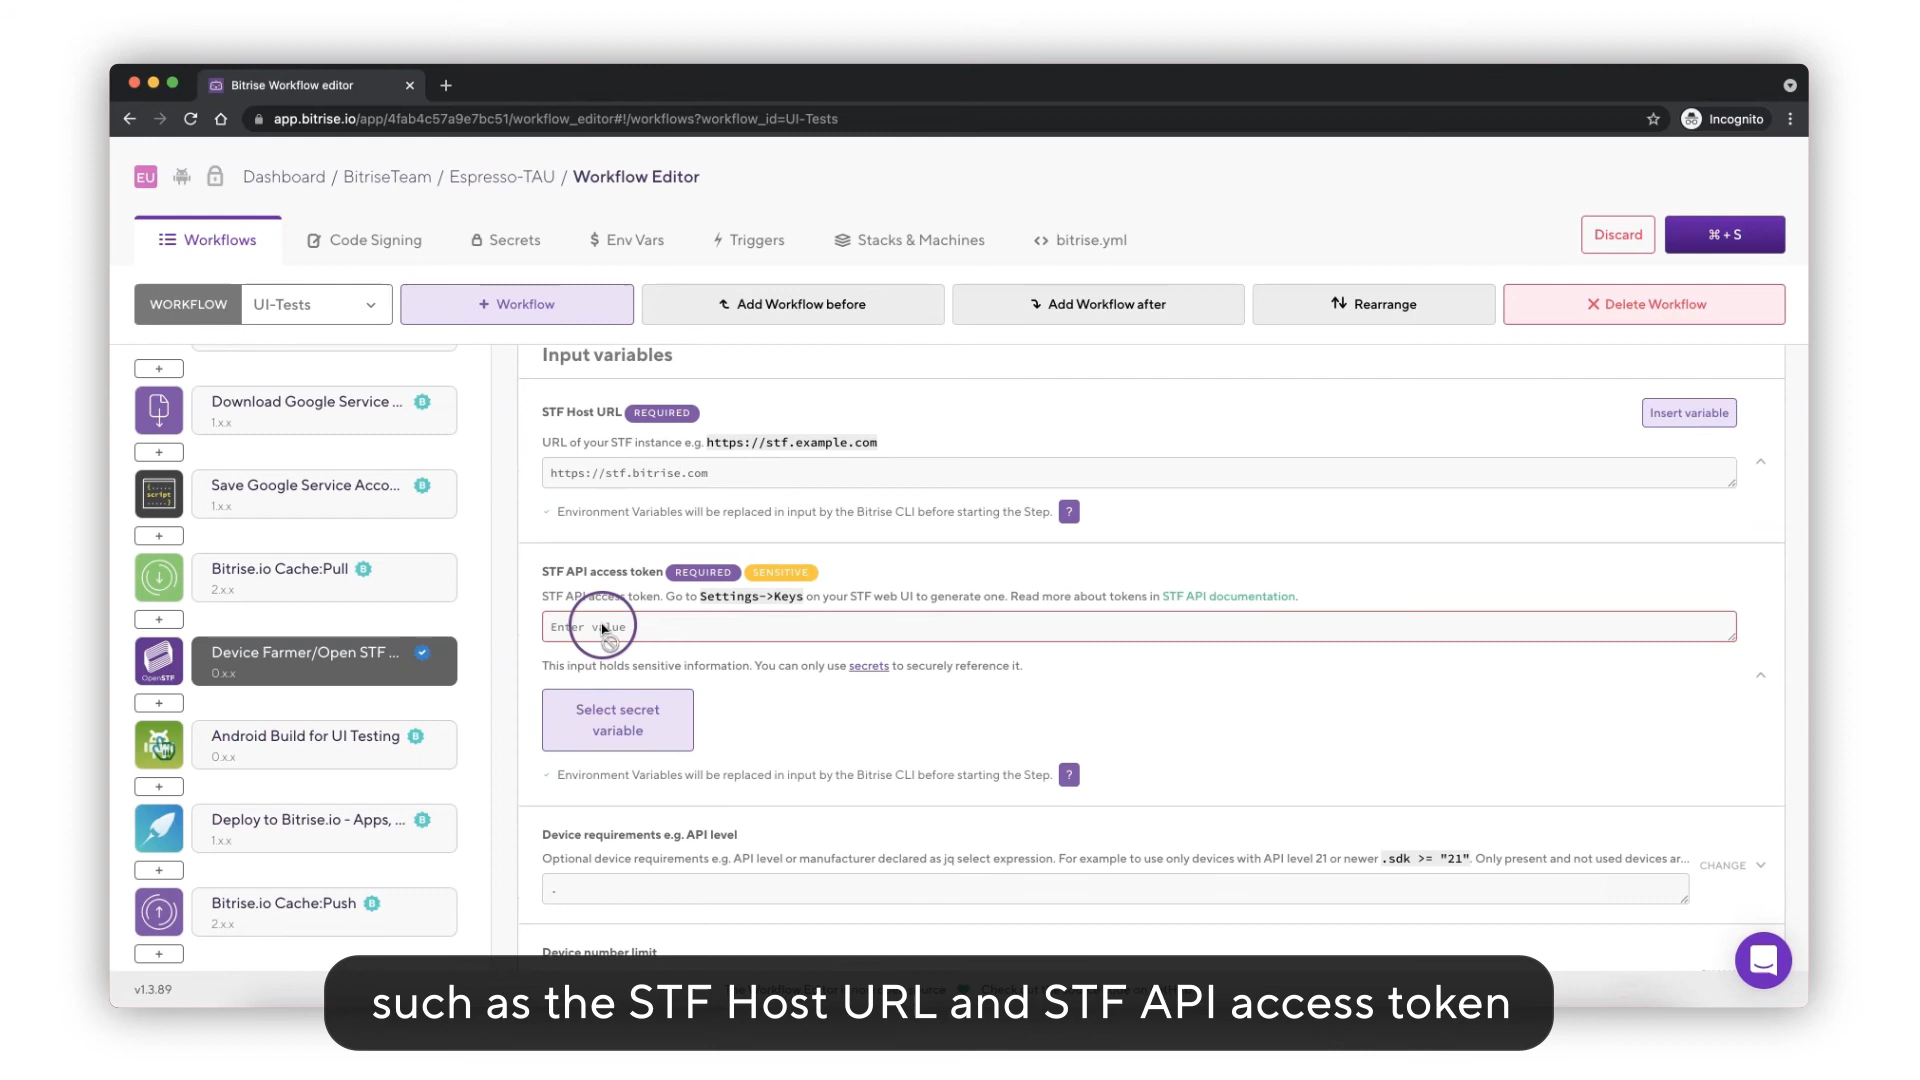 Bitrise Workflow editor
app.bitrise.io/app/4fab4c57a9e7bc51/workflow_editor#!/workflows?workflow_id=UI-Tests
Incognito
EU
Dashboard / BitriseTeam / Espresso-TAU / Workflow Editor
Workflows
Code Signing
Secrets
$ Env Vars
Triggers
Stacks & Machines
<> bitrise.yml
Discard
⌘ + S
WORKFLOW
UI-Tests
+ Workflow
Add Workflow before
Add Workflow after
Rearrange
Delete Workflow
+
Download Google Service ...
1.x.x
+
script
Save Google Service Acco...
1.x.x
+
Bitrise.io Cache:Pull
2.x.x
+
OpenSTF
Device Farmer/Open STF ...
0.x.x
+
Android Build for UI Testing
0.x.x
+
Deploy to Bitrise.io - Apps, ...
1.x.x
+
Bitrise.io Cache:Push
2.x.x
+
v1.3.89
Input variables
STF Host URL REQUIRED
Insert variable
URL of your STF instance e.g. https://stf.example.com
https://stf.bitrise.com
Environment Variables will be replaced in input by the Bitrise CLI before starting the Step. ?
STF API access token REQUIRED SENSITIVE
STF API access token. Go to Settings->Keys on your STF web UI to generate one. Read more about tokens in STF API documentation.
Enter value
This input holds sensitive information. You can only use secrets to securely reference it.
Select secret
variable
Environment Variables will be replaced in input by the Bitrise CLI before starting the Step. ?
Device requirements e.g. API level
Optional device requirements e.g. API level or manufacturer declared as jq select expression. For example to use only devices with API level 21 or newer .sdk >= "21". Only present and not used devices ar...
CHANGE
.
Device number limit
such as the STF Host URL and STF API access token